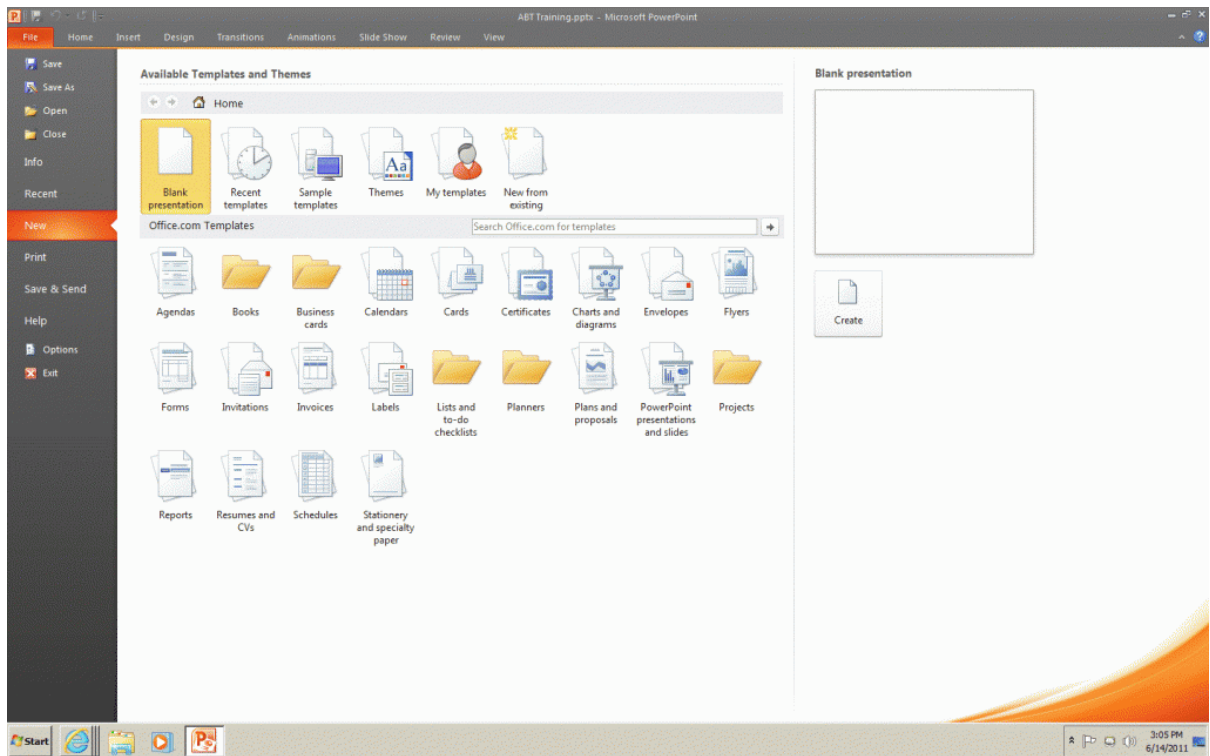 ABT Training.pptx - Microsoft PowerPoint
File Home Insert Design Transitions Animations Slide Show Review View
Save
Save As
Open
Close
Info
Recent
New
Print
Save & Send
Help
Options
Exit
Available Templates and Themes
Home
Blank presentation
Recent templates
Sample templates
Themes
My templates
New from existing
Office.com Templates
Search Office.com for templates
Agendas
Books
Business cards
Calendars
Cards
Certificates
Charts and diagrams
Envelopes
Flyers
Forms
Invitations
Invoices
Labels
Lists and to-do checklists
Planners
Plans and proposals
PowerPoint presentations and slides
Projects
Reports
Resumes and CVs
Schedules
Stationery and specialty paper
Blank presentation
Create
Start
3:05 PM
6/14/2011